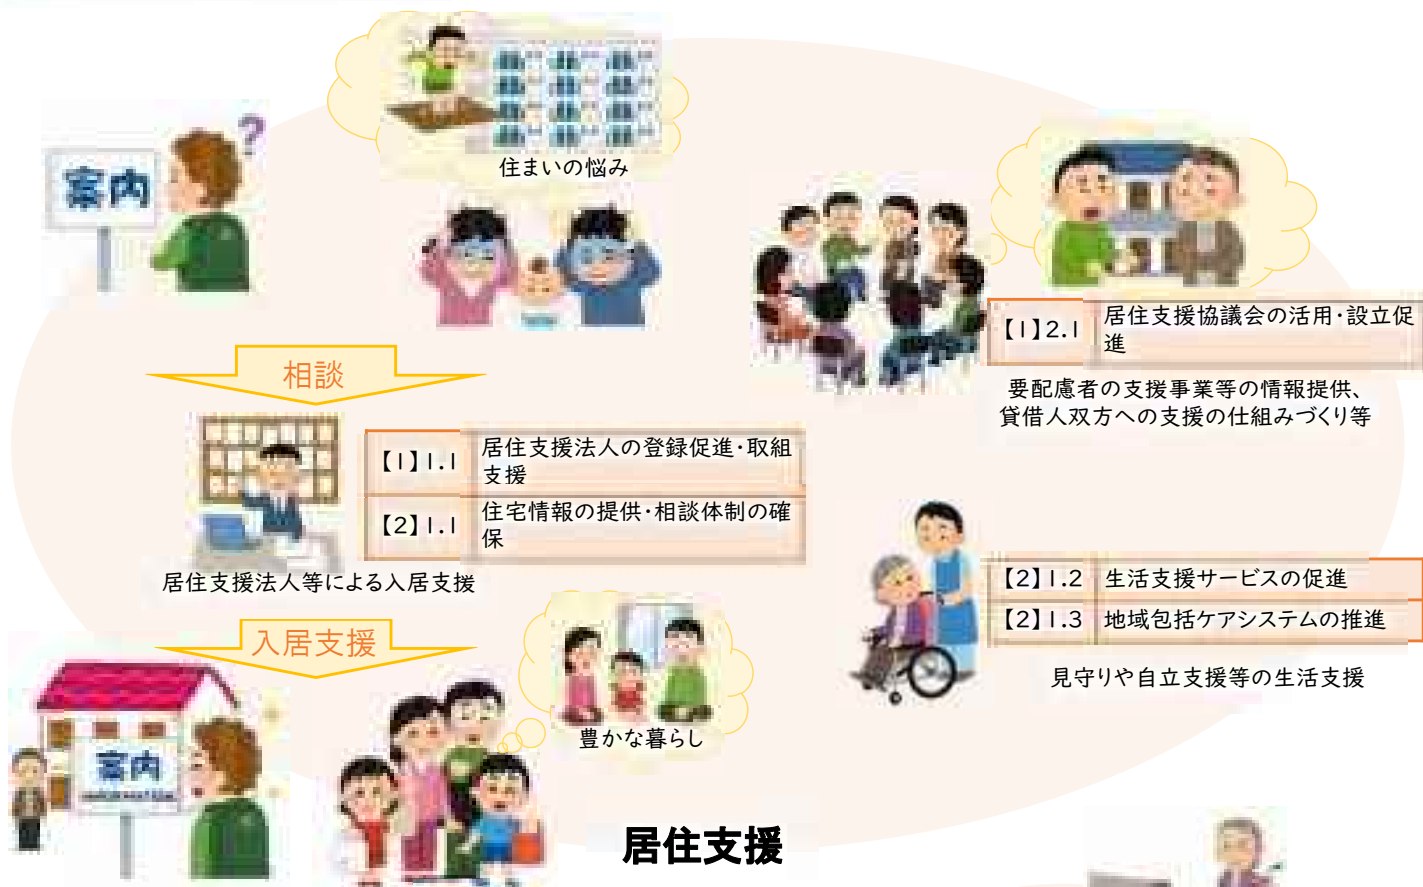 住まいの悩み
案内
?
相談
【1】1.1
居住支援法人の登録促進・取組
支援
【2】1.1
住宅情報の提供・相談体制の確
保
居住支援法人等による入居支援
【1】2.1
居住支援協議会の活用・設立促
進
要配慮者の支援事業等の情報提供、
貸借人双方への支援の仕組みづくり等
【2】1.2
生活支援サービスの促進
【2】1.3
地域包括ケアシステムの推進
見守りや自立支援等の生活支援
入居支援
豊かな暮らし
案内
INFORMATION
居住支援